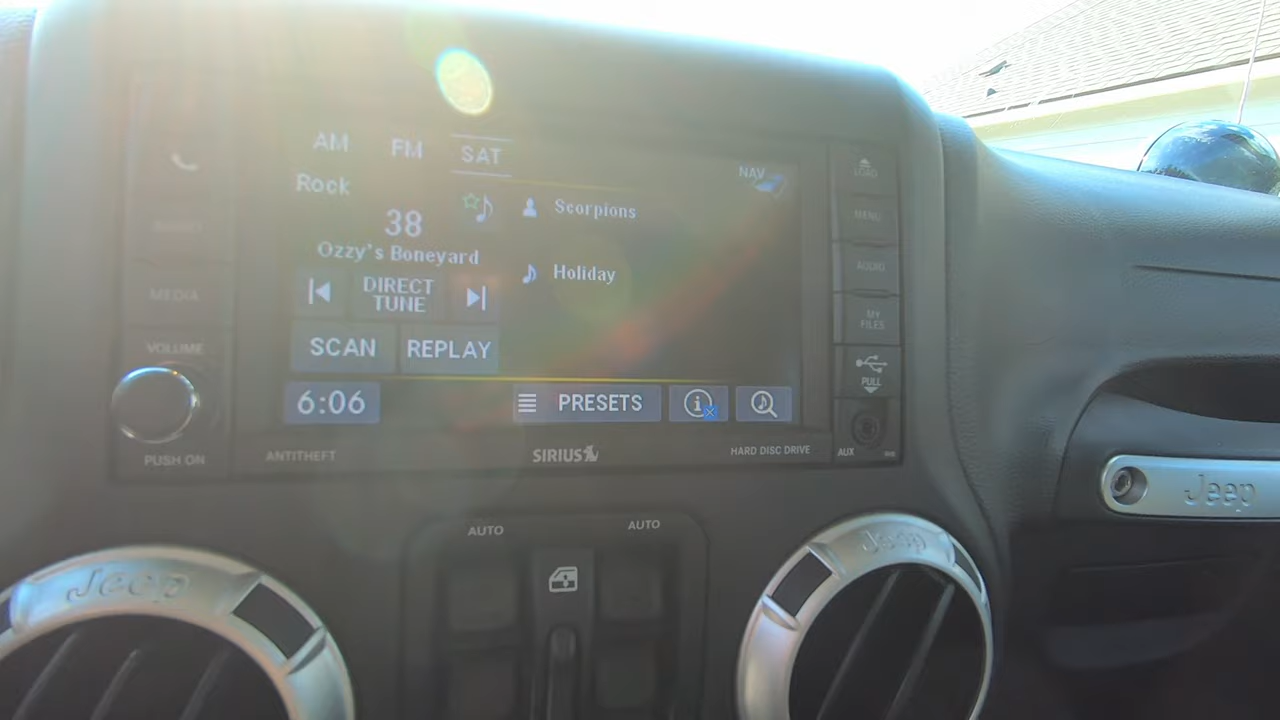 AM FM SAT
NAV
Rock
38
Ozzy's Boneyard
Scorpions
Holiday
DIRECT
TUNE
SCAN REPLAY
6:06
PRESETS
MEDIA
VOLUME
PUSH ON
ANTITHEFT
SIRIUS
HARD DISC DRIVE
LOAD
MENU
AUDIO
MY
FILES
PULL
AUX
Jeep
AUTO AUTO
Jeep
Jeep